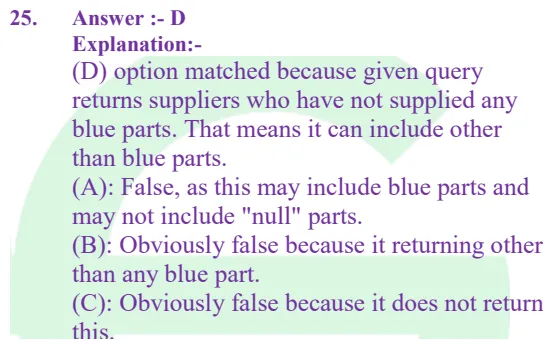 25. Answer :- D
Explanation:-
(D) option matched because given query
returns suppliers who have not supplied any
blue parts. That means it can include other
than blue parts.
(A): False, as this may include blue parts and
may not include "null" parts.
(B): Obviously false because it returning other
than any blue part.
(C): Obviously false because it does not return
this.